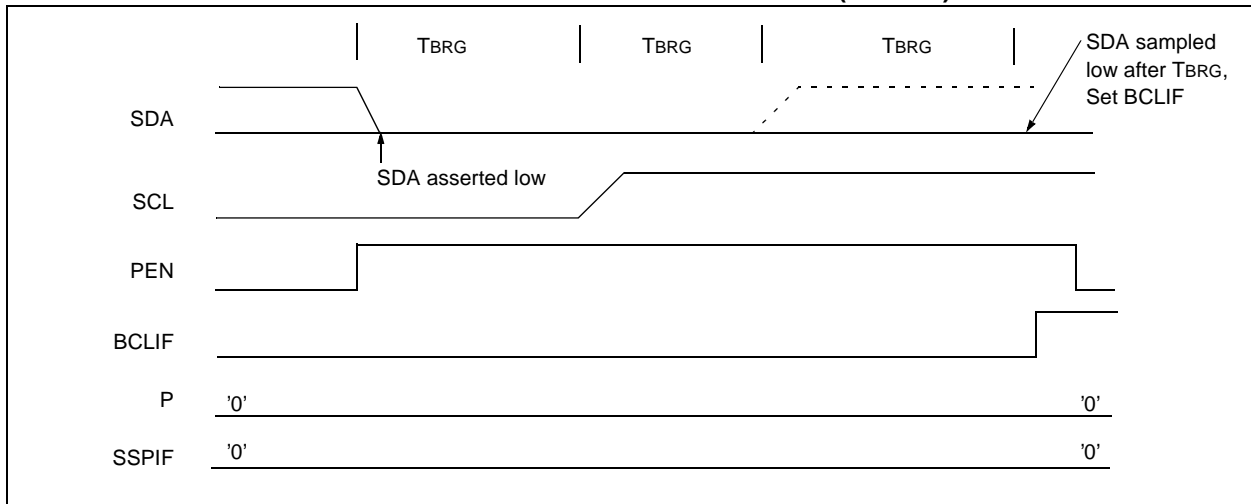 TBRG TBRG TBRG
SDA sampled
low after TBRG,
Set BCLIF
SDA
SDA asserted low
SCL
PEN
BCLIF
P '0' '0'
SSPIF '0' '0'